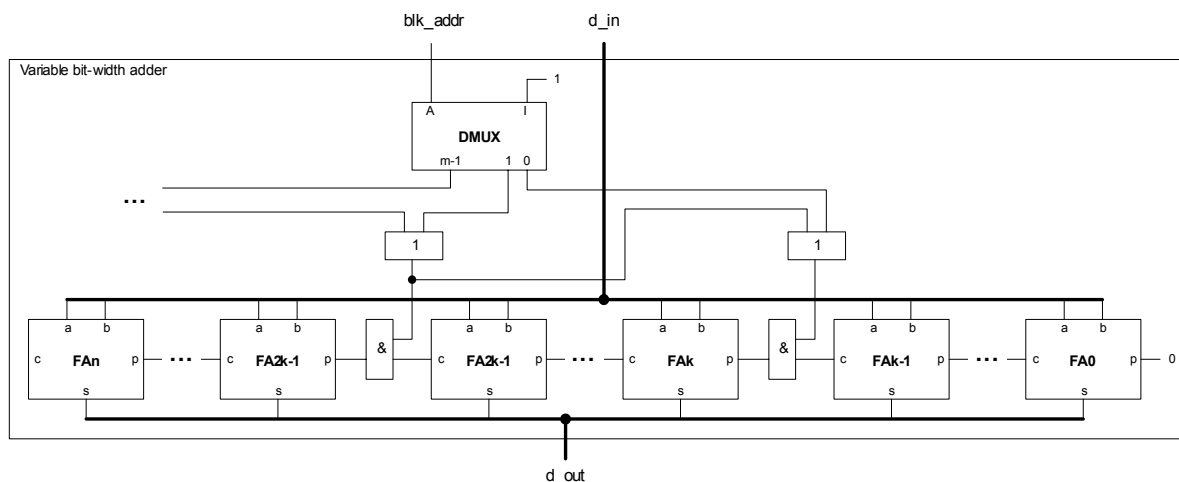 blk_addr d_in
Variable bit-width adder
1
A I
DMUX
m-1 1 0
...
1 1
a b a b & a b a b & a b a b
c FAn p ... c FA2k-1 p c FA2k-1 p ... c FAk p c FAk-1 p ... c FA0 p 0
s s s s s s
d_out